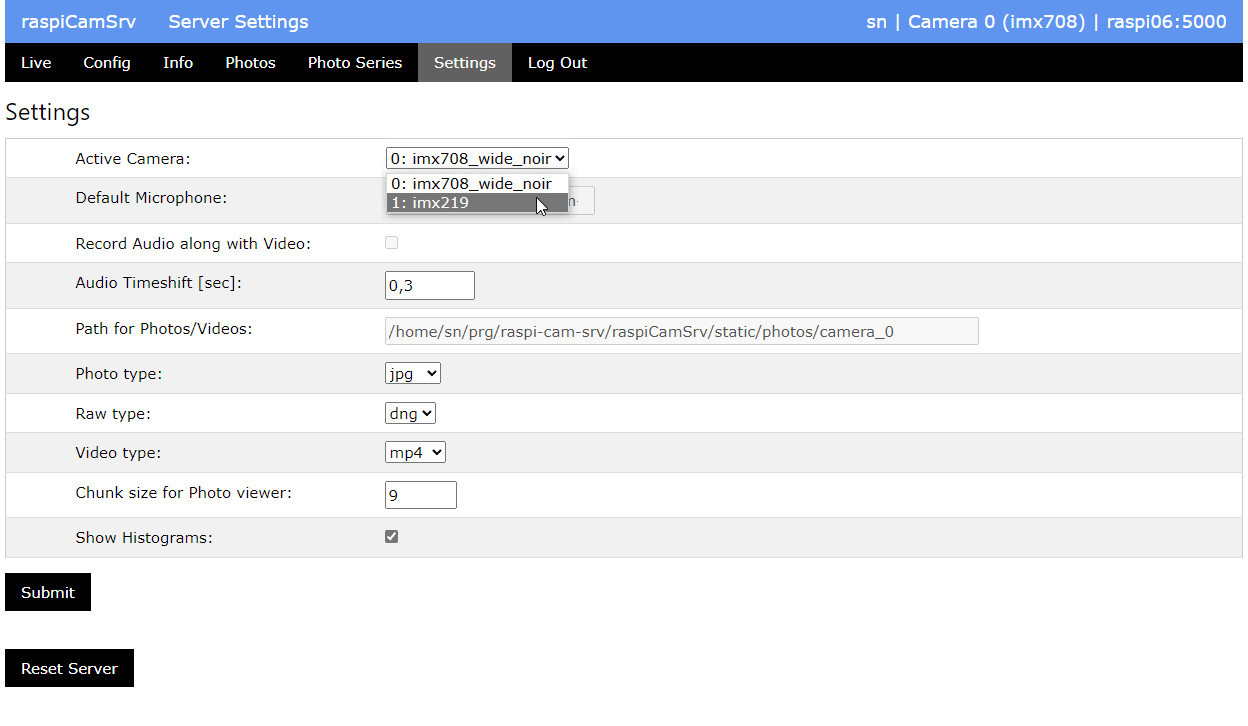 raspiCamSrv Server Settings sn | Camera 0 (imx708) | raspi06:5000
Live Config Info Photos Photo Series Settings Log Out
Settings
Active Camera: 0: imx708_wide_noir
0: imx708_wide_noir
Default Microphone: 1: imx219
Record Audio along with Video:
Audio Timeshift [sec]: 0,3
Path for Photos/Videos: /home/sn/prg/raspi-cam-srv/raspiCamSrv/static/photos/camera_0
Photo type: jpg
Raw type: dng
Video type: mp4
Chunk size for Photo viewer: 9
Show Histograms:
Submit
Reset Server